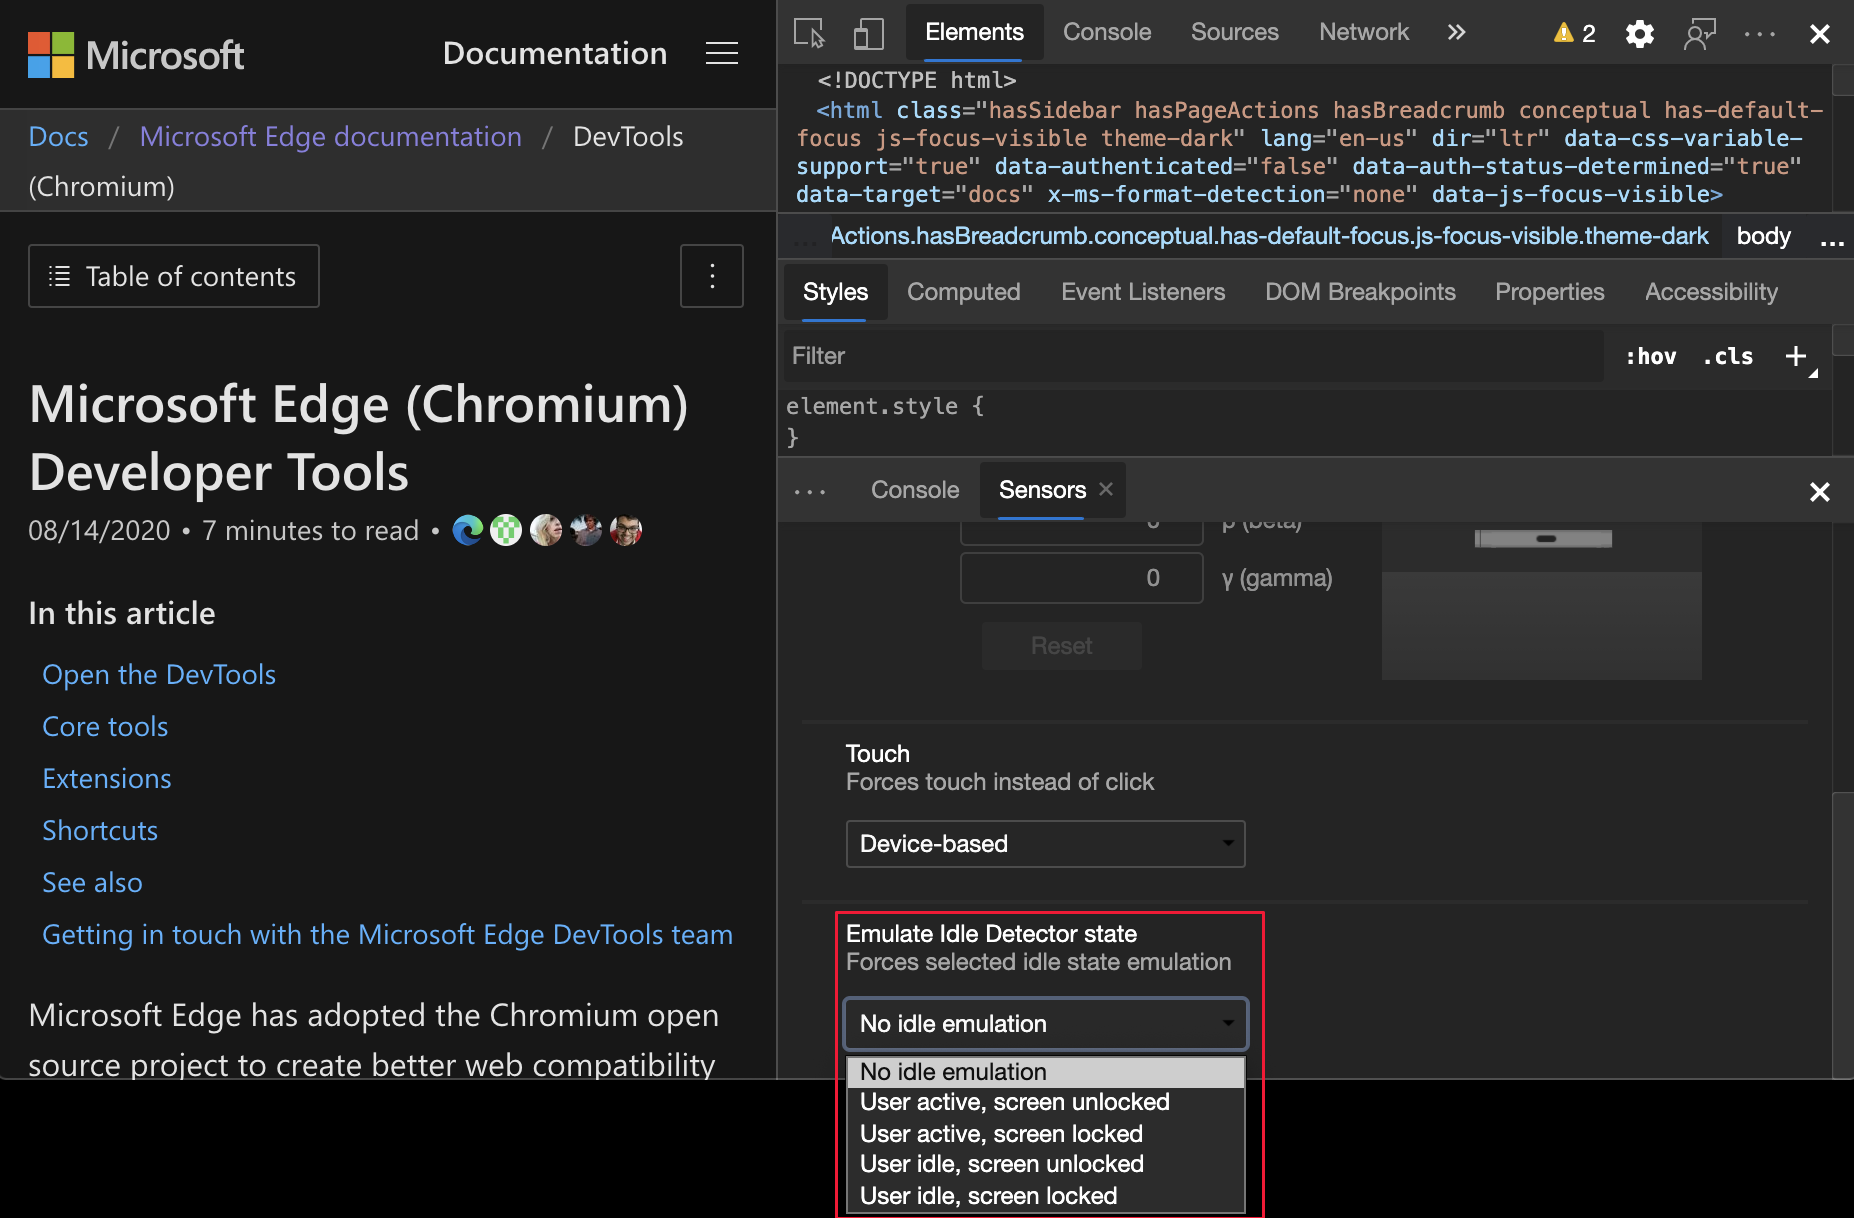 Microsoft
Documentation
Docs / Microsoft Edge documentation / DevTools
(Chromium)
Table of contents
Microsoft Edge (Chromium)
Developer Tools
08/14/2020 • 7 minutes to read •
In this article
Open the DevTools
Core tools
Extensions
Shortcuts
See also
Getting in touch with the Microsoft Edge DevTools team
Microsoft Edge has adopted the Chromium open
source project to create better web compatibility
Elements Console Sources Network » 2
<!DOCTYPE html>
<html class="hasSidebar hasPageActions hasBreadcrumb conceptual has-default-
focus js-focus-visible theme-dark" lang="en-us" dir="ltr" data-css-variable-
support="true" data-authenticated="false" data-auth-status-determined="true"
data-target="docs" x-ms-format-detection="none" data-js-focus-visible>
... Actions.hasBreadcrumb.conceptual.has-default-focus.js-focus-visible.theme-dark body ...
Styles Computed Event Listeners DOM Breakpoints Properties Accessibility
Filter :hov .cls +
element.style {
}
Console Sensors
0 β (beta)
0 γ (gamma)
Reset
Touch
Forces touch instead of click
Device-based
Emulate Idle Detector state
Forces selected idle state emulation
No idle emulation
No idle emulation
User active, screen unlocked
User active, screen locked
User idle, screen unlocked
User idle, screen locked